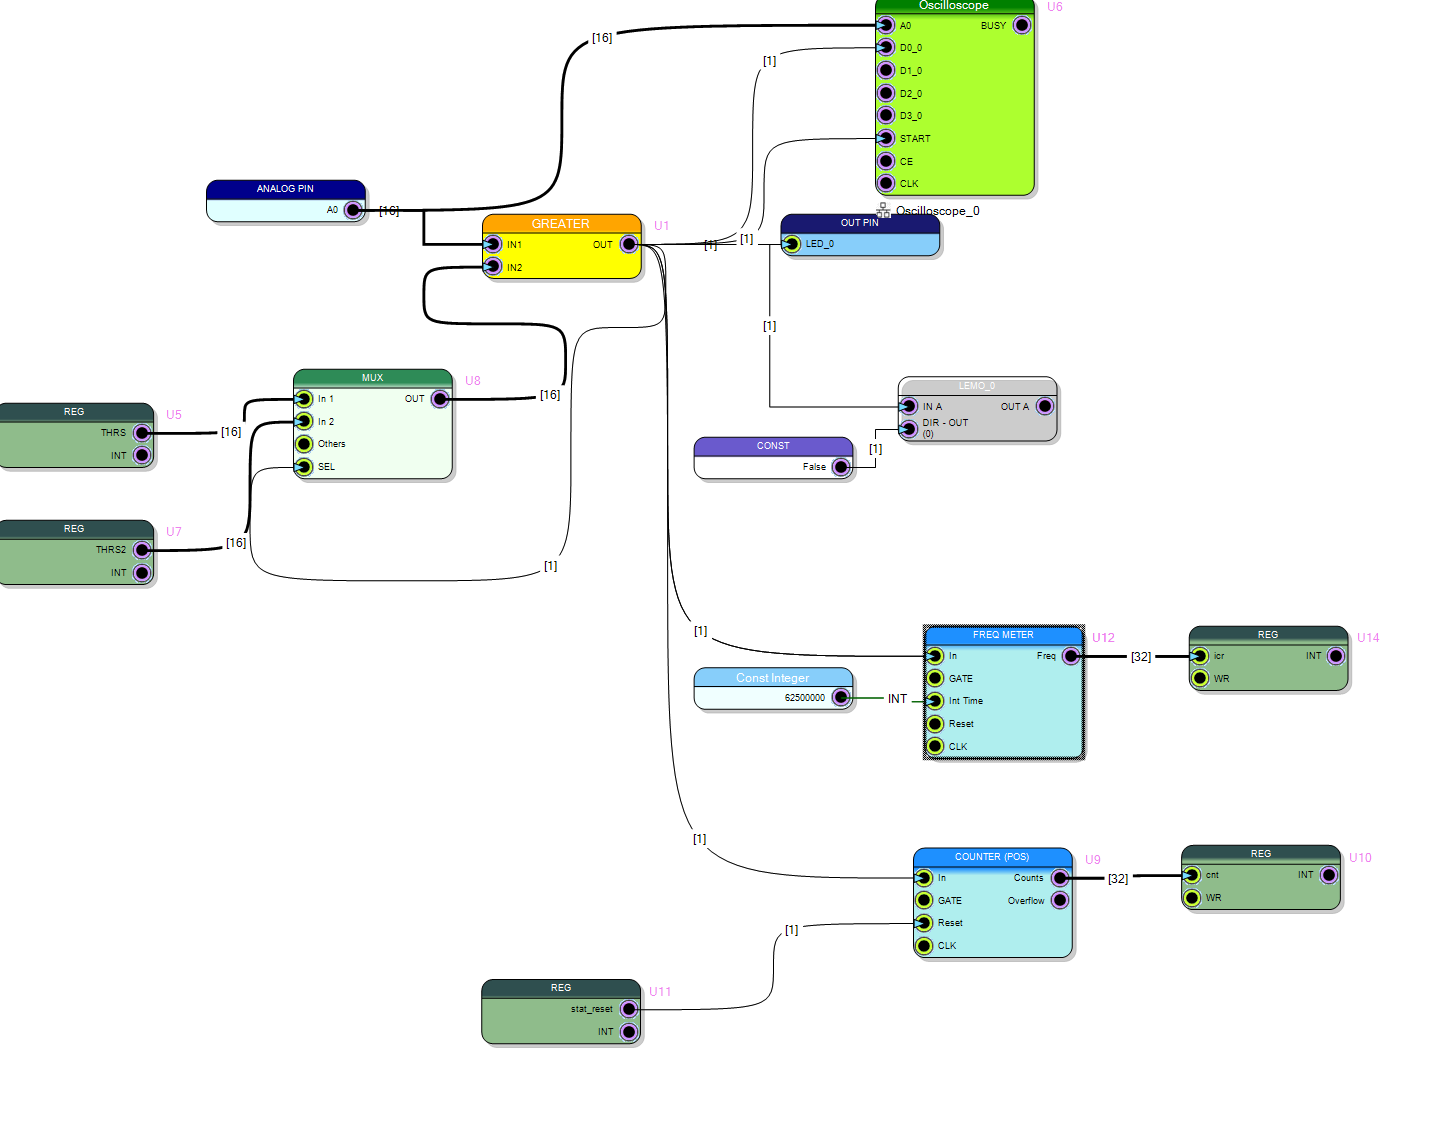 Oscilloscope
U6
A0
BUSY
D0_0
D1_0
D2_0
D3_0
START
CE
CLK
Oscilloscope_0
[16]
[1]
ANALOG PIN
A0
[16]
GREATER
U1
IN1
OUT
IN2
[1]
[1]
OUT PIN
LED_0
[1]
MUX
U8
In 1
OUT
In 2
Others
SEL
[16]
REG
U5
THRS
INT
[16]
REG
U7
THRS2
INT
[16]
[1]
LEMO_0
IN A
OUT A
DIR - OUT
(0)
CONST
False
[1]
[1]
FREQ METER
U12
In
Freq
GATE
Int Time
Reset
CLK
Const Integer
62500000
INT
[32]
REG
U14
icr
INT
WR
[1]
COUNTER (POS)
U9
In
Counts
GATE
Overflow
Reset
CLK
[32]
REG
U10
cnt
INT
WR
[1]
REG
U11
stat_reset
INT